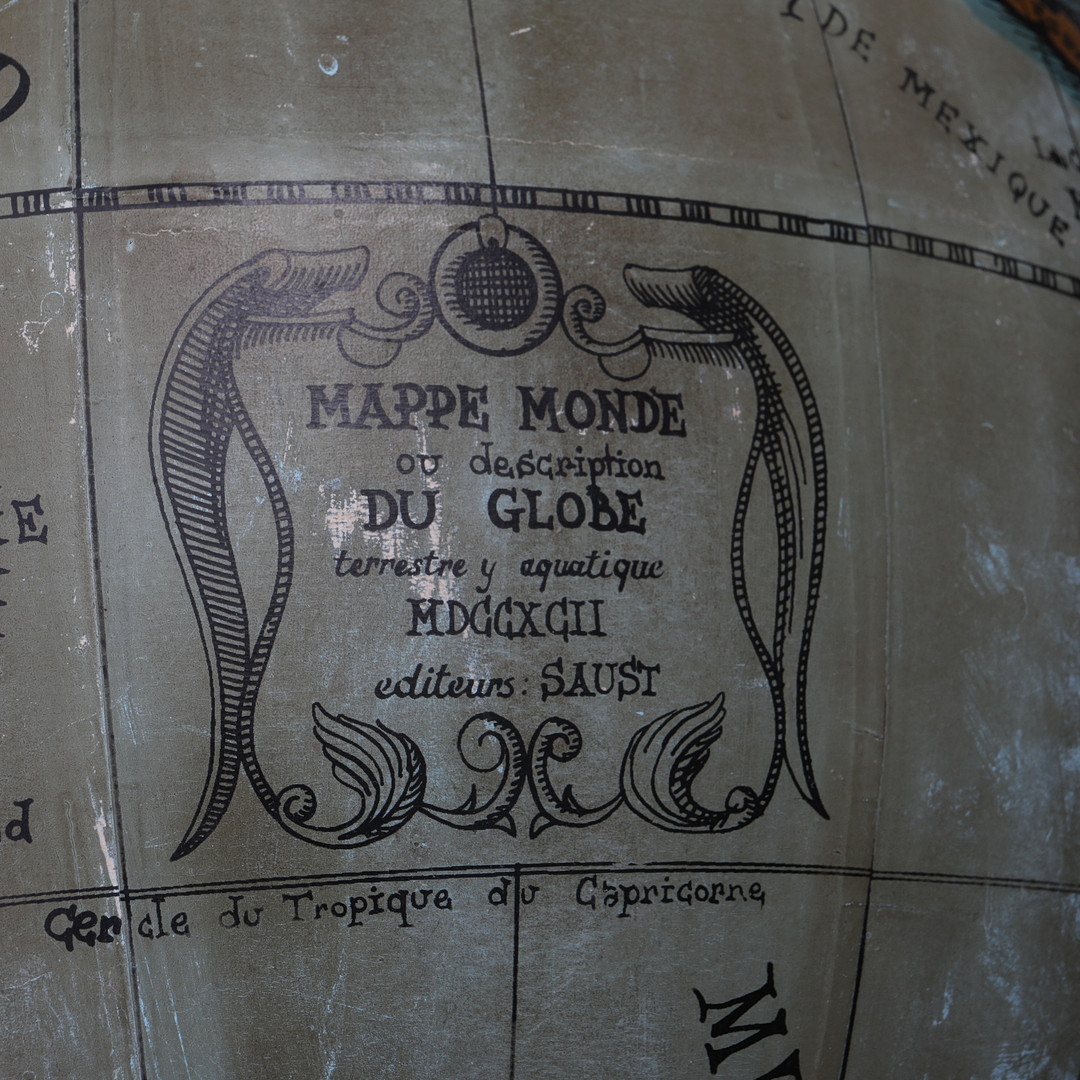 DE MEXIQUE
MAPPE MONDE
ou description
DU GLOBE
terrestre y aquatique
MDCCXCII
editeurs: SAUST
Cercle du Tropique du Capricorne